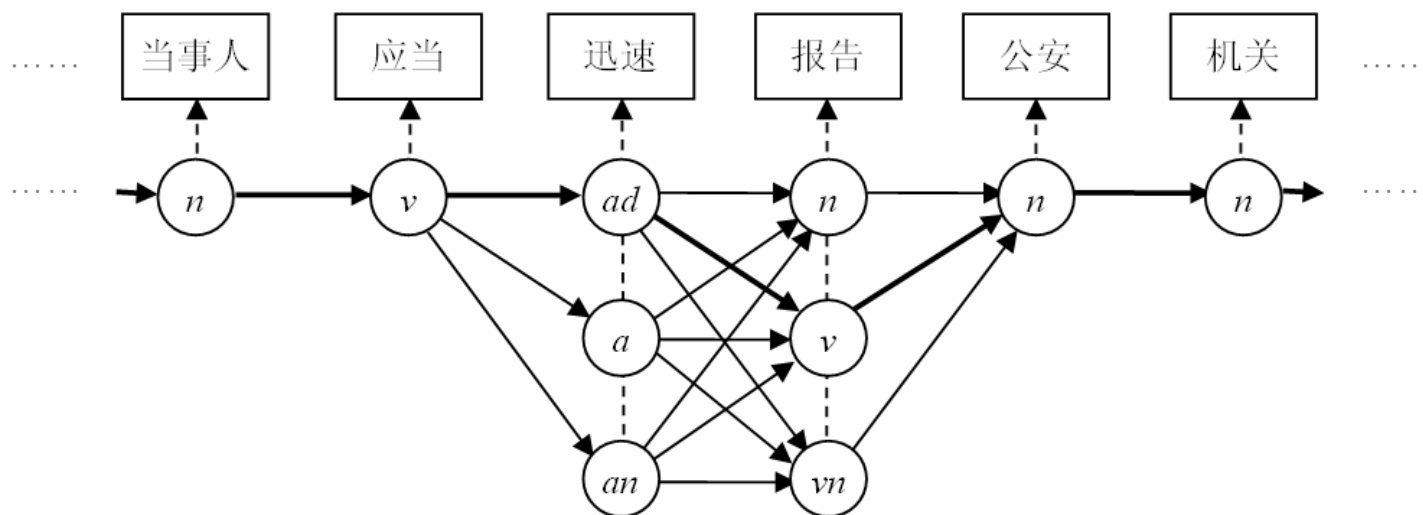 …… 当事人 应当 迅速 报告 公安 机关 ……
…… n v ad n n n ……
a v
an vn